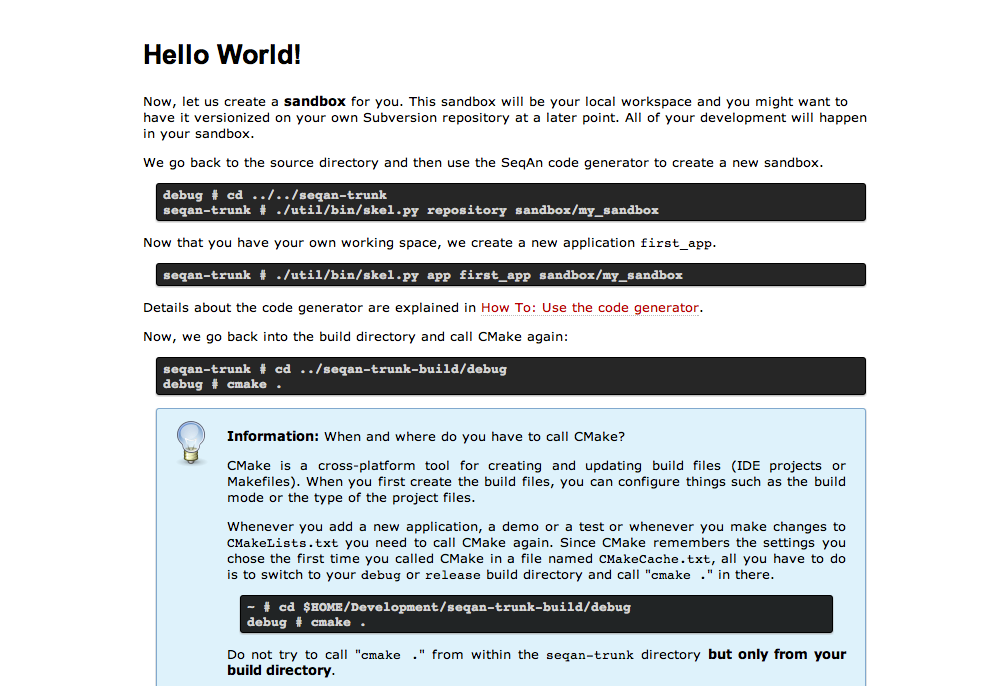 Hello World!
Now, let us create a sandbox for you. This sandbox will be your local workspace and you might want to
have it versionized on your own Subversion repository at a later point. All of your development will happen
in your sandbox.
We go back to the source directory and then use the SeqAn code generator to create a new sandbox.
debug # cd ../../seqan-trunk
seqan-trunk # ./util/bin/skel.py repository sandbox/my_sandbox
Now that you have your own working space, we create a new application first_app.
seqan-trunk # ./util/bin/skel.py app first_app sandbox/my_sandbox
Details about the code generator are explained in How To: Use the code generator.
Now, we go back into the build directory and call CMake again:
seqan-trunk # cd ../seqan-trunk-build/debug
debug # cmake .
Information: When and where do you have to call CMake?
CMake is a cross-platform tool for creating and updating build files (IDE projects or
Makefiles). When you first create the build files, you can configure things such as the build
mode or the type of the project files.
Whenever you add a new application, a demo or a test or whenever you make changes to
CMakeLists.txt you need to call CMake again. Since CMake remembers the settings you
chose the first time you called CMake in a file named CMakeCache.txt, all you have to do
is to switch to your debug or release build directory and call "cmake ." in there.
~ # cd $HOME/Development/seqan-trunk-build/debug
debug # cmake .
Do not try to call "cmake ." from within the seqan-trunk directory but only from your
build directory.